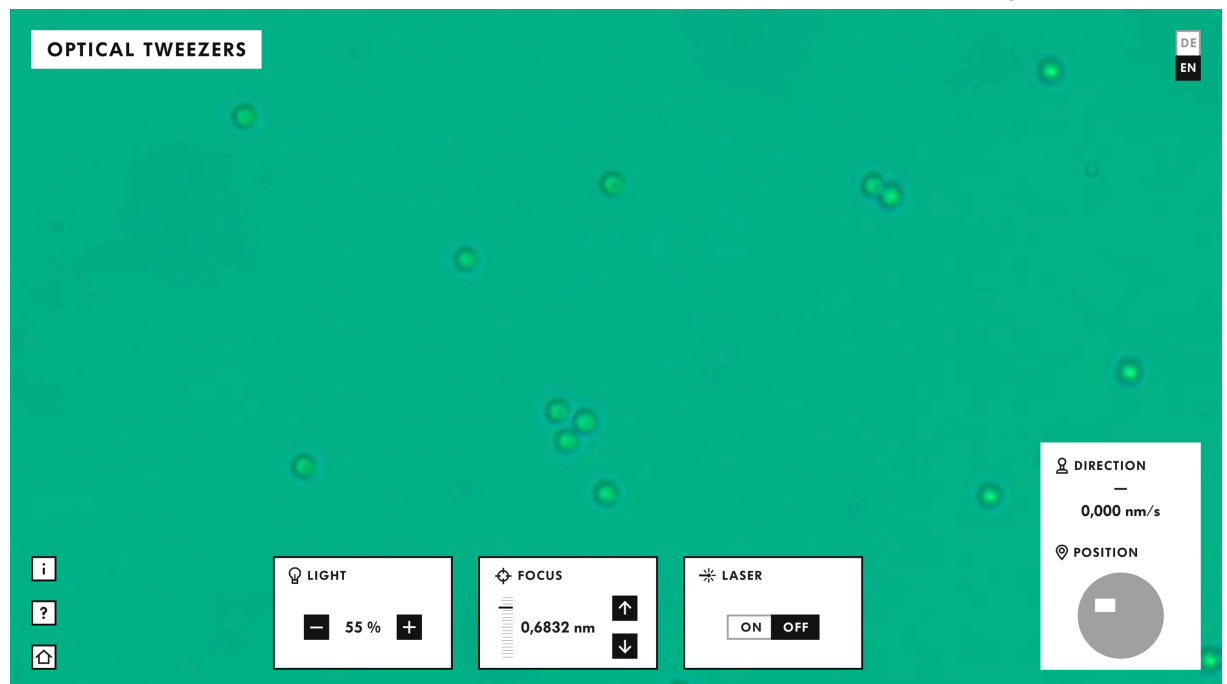 OPTICAL TWEEZERS
DE
EN
DIRECTION
—
0,000 nm/s
POSITION
i
?
LIGHT
− 55 % +
FOCUS
0,6832 nm
LASER
ON OFF